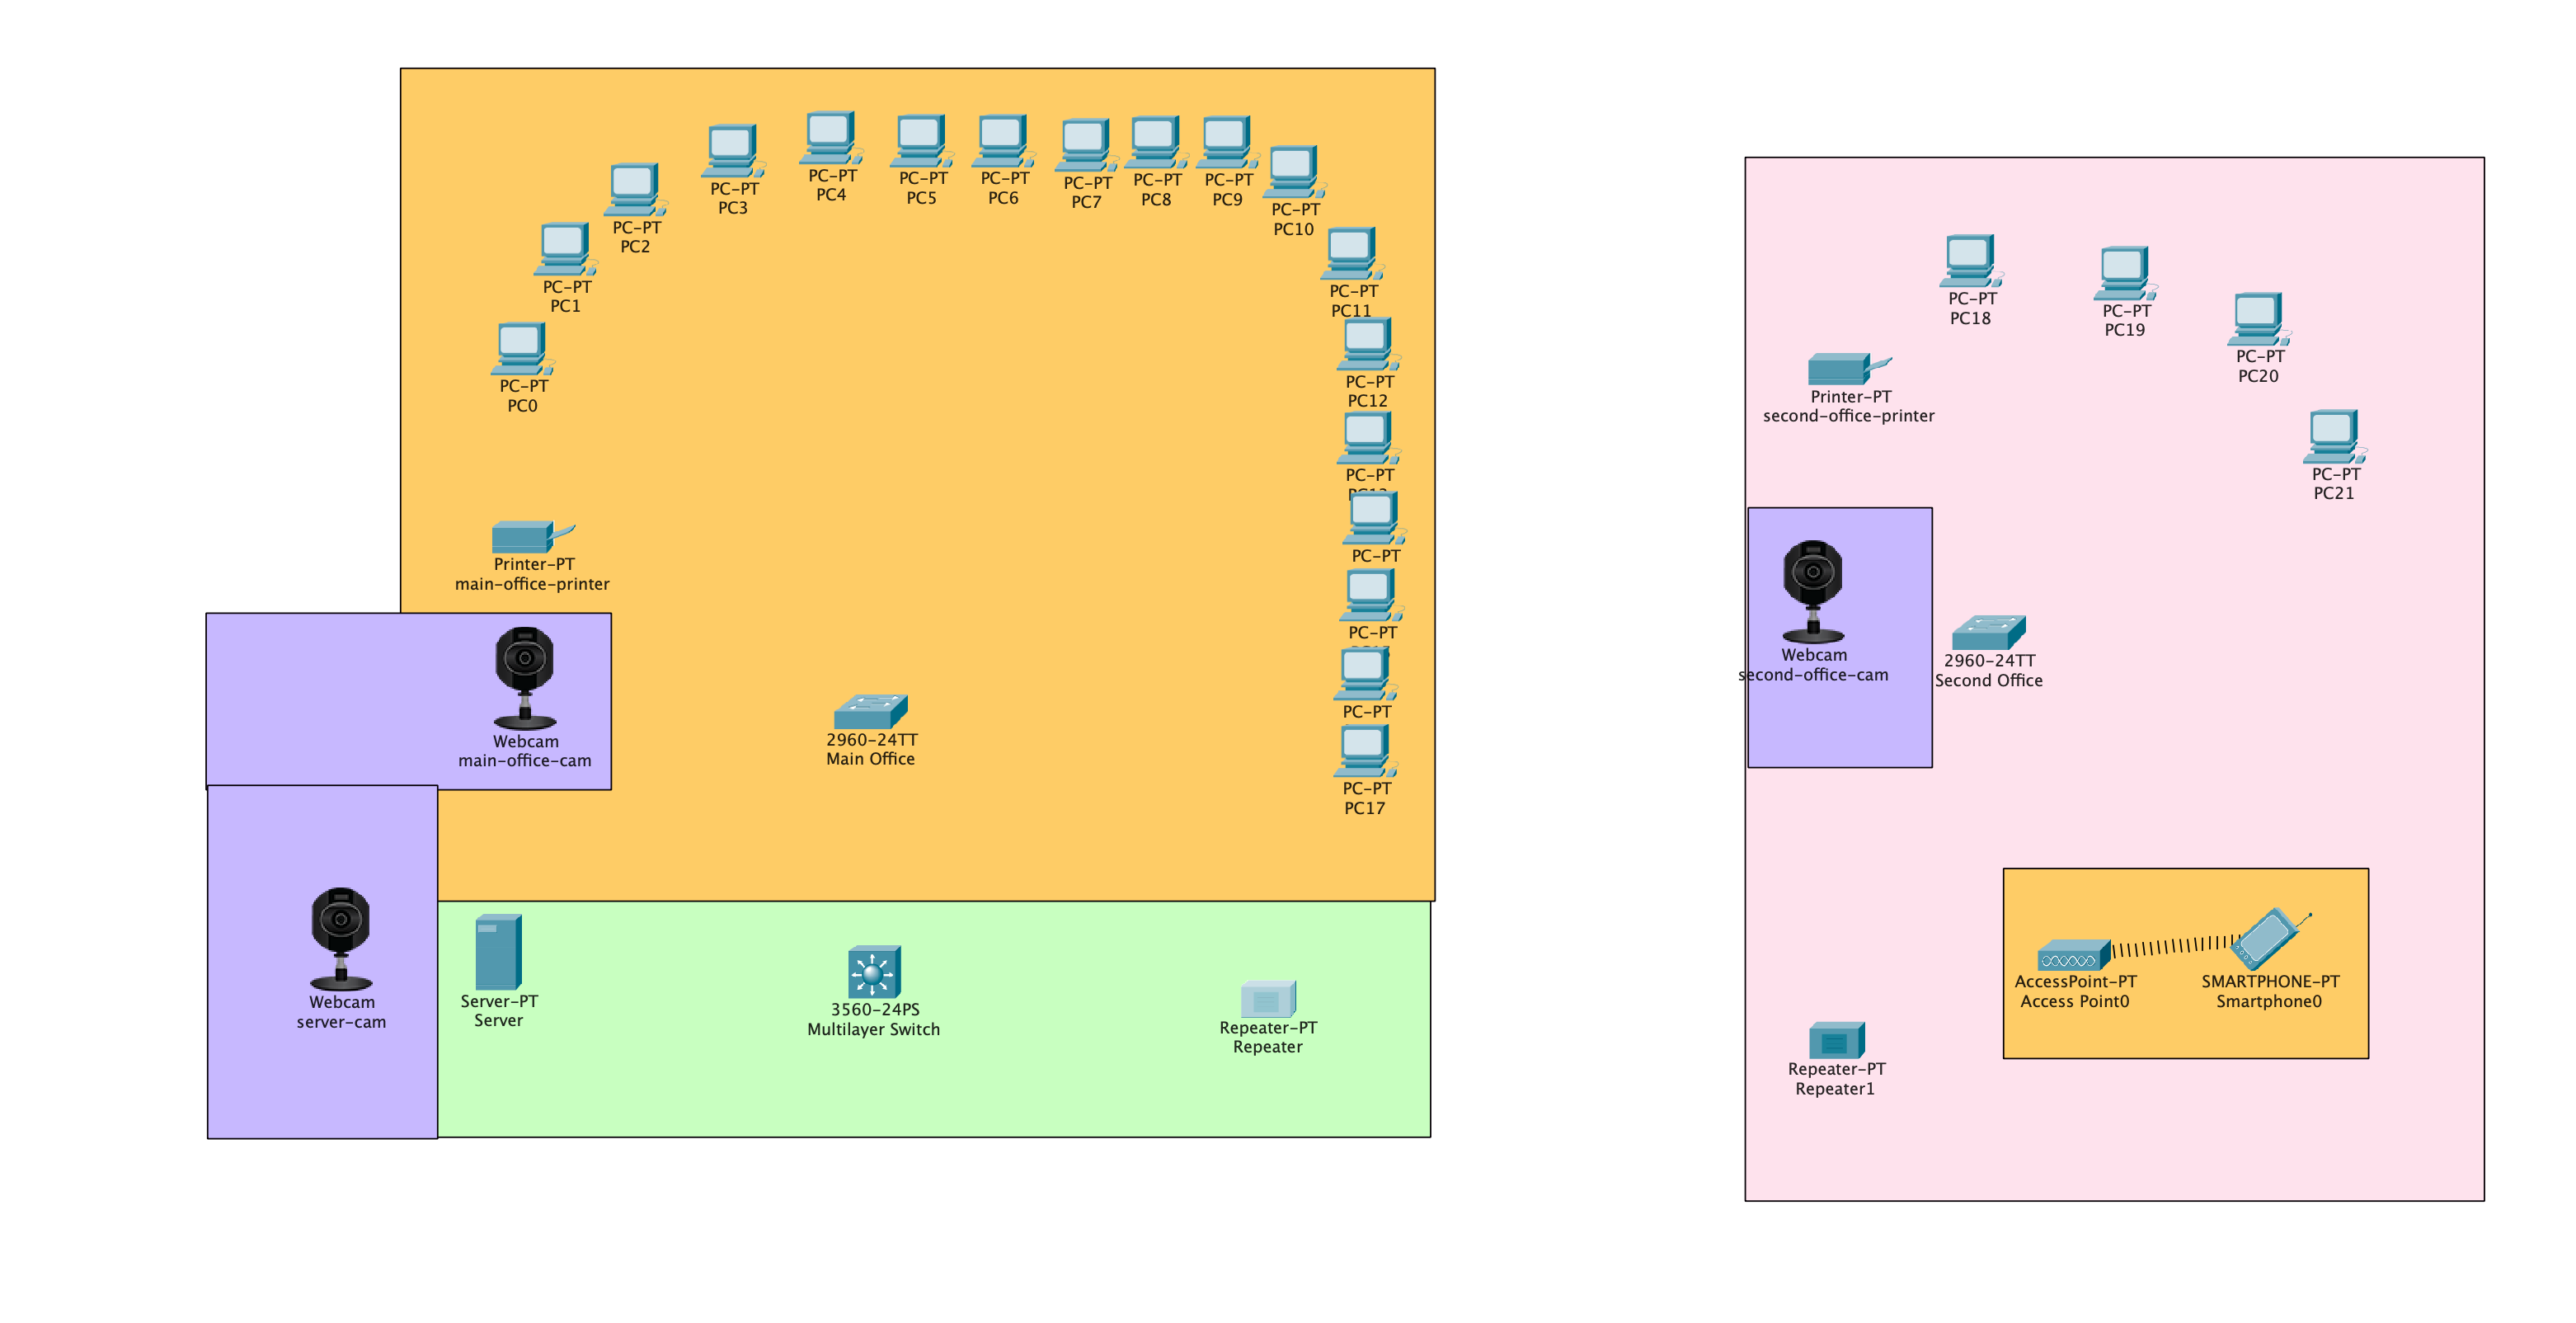 PC-PT
PC0
PC-PT
PC1
PC-PT
PC2
PC-PT
PC3
PC-PT
PC4
PC-PT
PC5
PC-PT
PC6
PC-PT
PC7
PC-PT
PC8
PC-PT
PC9
PC-PT
PC10
PC-PT
PC11
PC-PT
PC12
PC-PT
PC-PT
PC-PT
PC-PT
PC-PT
PC17
Printer-PT
main-office-printer
Webcam
main-office-cam
2960-24TT
Main Office
Webcam
server-cam
Server-PT
Server
3560-24PS
Multilayer Switch
Repeater-PT
Repeater
PC-PT
PC18
PC-PT
PC19
PC-PT
PC20
PC-PT
PC21
Printer-PT
second-office-printer
Webcam
second-office-cam
2960-24TT
Second Office
AccessPoint-PT
Access Point0
SMARTPHONE-PT
Smartphone0
Repeater-PT
Repeater1